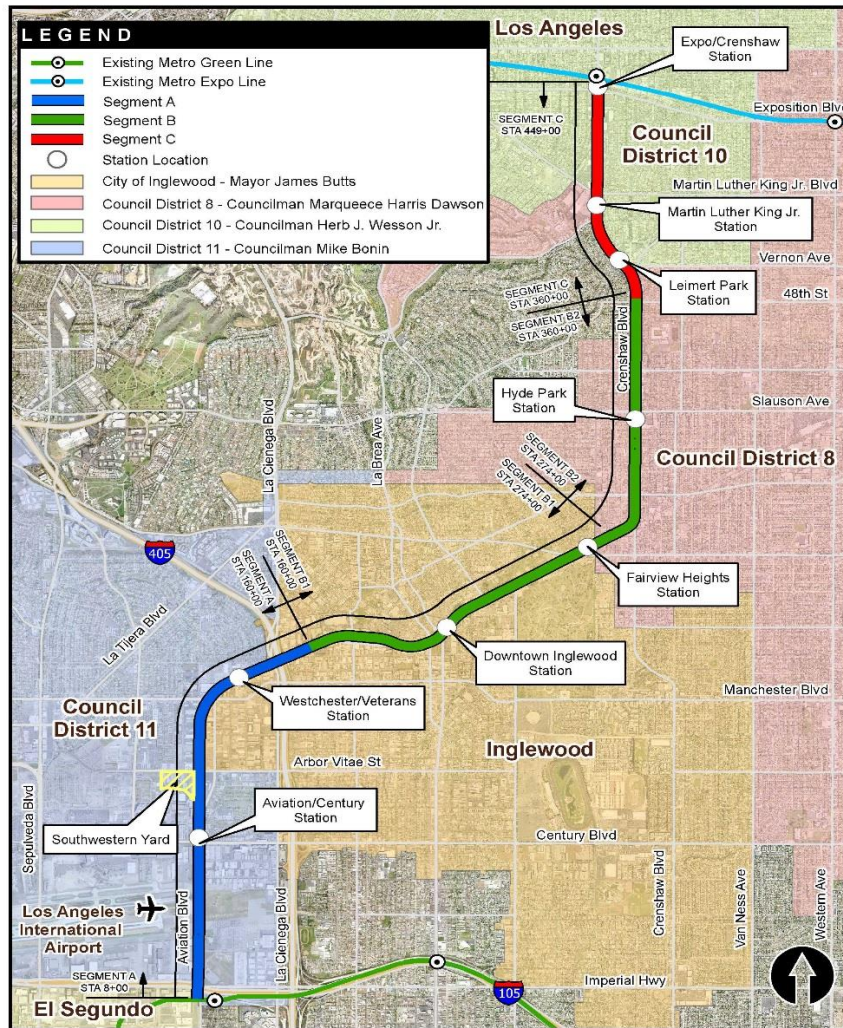 LEGEND
Existing Metro Green Line
Existing Metro Expo Line
Segment A
Segment B
Segment C
Station Location
City of Inglewood - Mayor James Butts
Council District 8 - Councilman Marqueece Harris Dawson
Council District 10 - Councilman Herb J. Wesson Jr.
Council District 11 - Councilman Mike Bonin
Los Angeles
Expo/Crenshaw
Station
SEGMENT C
STA 449+00
Exposition Blvd
Council
District 10
Martin Luther King Jr. Blvd
Martin Luther King Jr.
Station
Vernon Ave
Leimert Park
Station
48th St
SEGMENT C
STA 360+00
SEGMENT B2
STA 360+00
Crenshaw Blvd
Hyde Park
Station
Slauson Ave
La Cienega Blvd
La Brea Ave
Council District 8
SEGMENT B2
STA 274+00
SEGMENT B1
STA 274+00
405
SEGMENT B1
STA 160+00
SEGMENT A
STA 160+00
Fairview Heights
Station
La Tijera Blvd
Downtown Inglewood
Station
Council
District 11
Westchester/Veterans
Station
Manchester Blvd
Inglewood
Arbor Vitae St
Sepulveda Blvd
Southwestern Yard
Aviation/Century
Station
Century Blvd
Los Angeles
International
Airport
Aviation Blvd
La Cienega Blvd
Crenshaw Blvd
Van Ness Ave
Western Ave
SEGMENT A
STA 8+00
Imperial Hwy
El Segundo
105